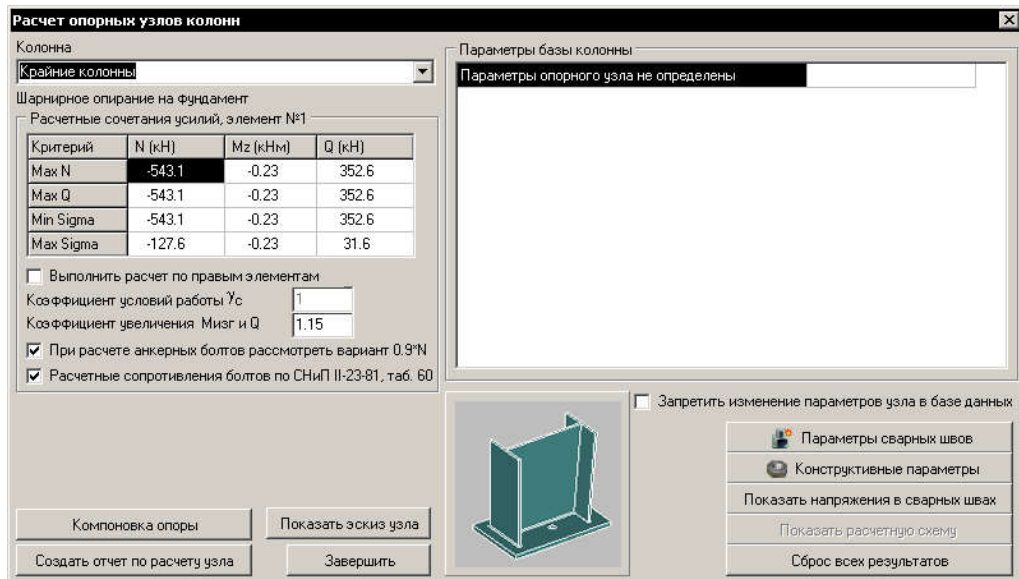 Расчет опорных узлов колонн
Колонна
Крайние колонны
Шарнирное опирание на фундамент
Расчетные сочетания усилий, элемент №1
Критерий N (кН) Mz (кНм) Q (кН)
Max N -543.1 -0.23 352.6
Max Q -543.1 -0.23 352.6
Min Sigma -543.1 -0.23 352.6
Max Sigma -127.6 -0.23 31.6
Выполнить расчет по правым элементам
Коэффициент условий работы γc 1
Коэффициент увеличения Мизг и Q 1.15
При расчете анкерных болтов рассмотреть вариант 0.9*N
Расчетные сопротивления болтов по СНиП II-23-81, таб. 60
Компоновка опоры
Показать эскиз узла
Создать отчет по расчету узла
Завершить
Параметры базы колонны
Параметры опорного узла не определены
Запретить изменение параметров узла в базе данных
Параметры сварных швов
Конструктивные параметры
Показать напряжения в сварных швах
Показать расчетную схему
Сброс всех результатов